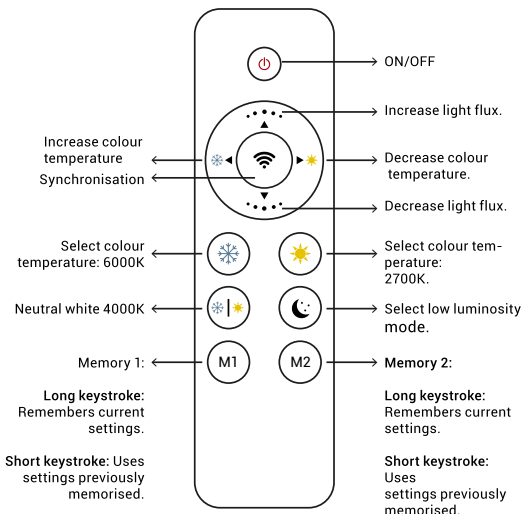 ON/OFF
Increase light flux.
Increase colour
temperature
Decrease colour
temperature.
Synchronisation
Decrease light flux.
Select colour
temperature: 6000K
Select colour tem-
perature:
2700K.
Neutral white 4000K
Select low luminosity
mode.
Memory 1:
M1
M2
Memory 2:
Long keystroke:
Remembers current
settings.
Short keystroke: Uses
settings previously
memorised.
Long keystroke:
Remembers current
settings.
Short keystroke:
Uses
settings previously
memorised.